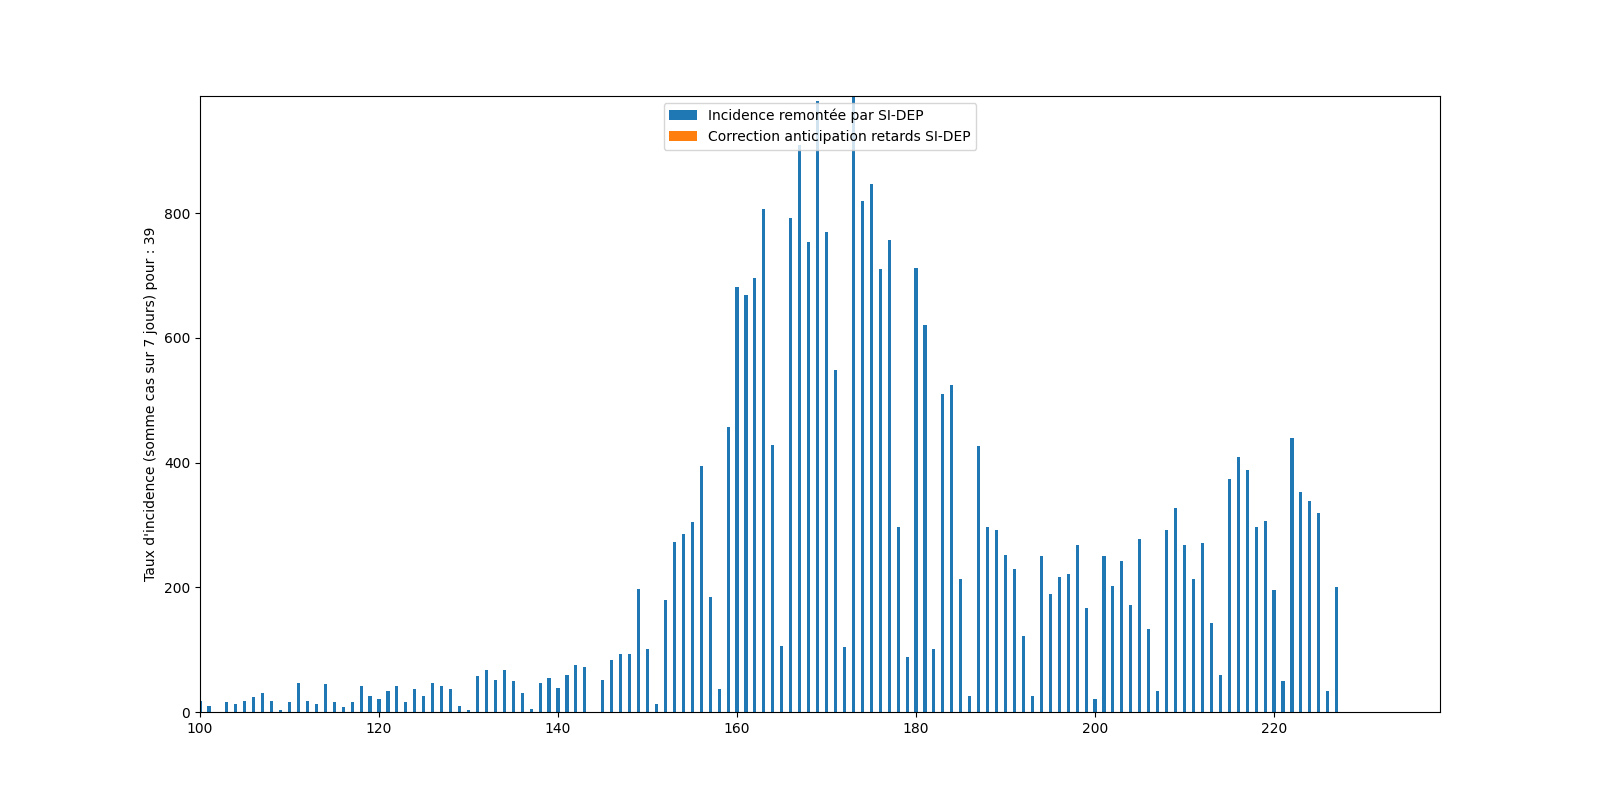 Incidence remontée par SI-DEP
Correction anticipation retards SI-DEP
Taux d'incidence (somme cas sur 7 jours) pour : 39
800
600
400
200
0
100 120 140 160 180 200 220